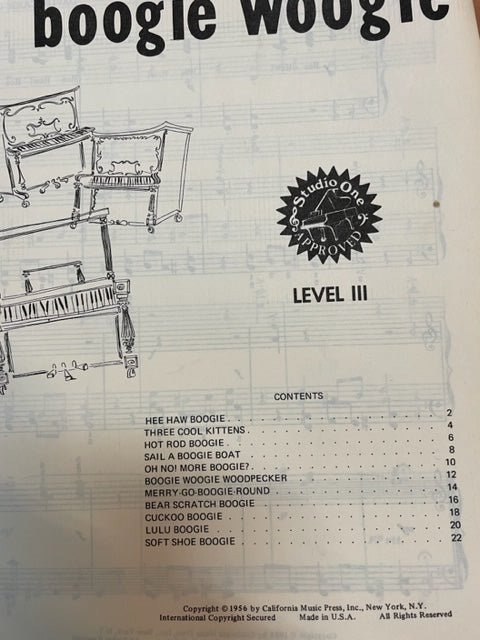 boogie woogie
Studio One
APPROVED
LEVEL III
CONTENTS
HEE HAW BOOGIE . . . . . . . . . . . . . . . . . 2
THREE COOL KITTENS . . . . . . . . . . . . . . . . 4
HOT ROD BOOGIE . . . . . . . . . . . . . . . . . 6
SAIL A BOOGIE BOAT . . . . . . . . . . . . . . . . 8
OH NO! MORE BOOGIE? . . . . . . . . . . . . . . . . 10
BOOGIE WOOGIE WOODPECKER . . . . . . . . . . . . . 12
MERRY-GO-BOOGIE-ROUND . . . . . . . . . . . . . . 14
BEAR SCRATCH BOOGIE . . . . . . . . . . . . . . . 16
CUCKOO BOOGIE . . . . . . . . . . . . . . . . . 18
LULU BOOGIE . . . . . . . . . . . . . . . . . . 20
SOFT SHOE BOOGIE . . . . . . . . . . . . . . . . 22
Copyright © 1956 by California Music Press, Inc., New York, N.Y.
International Copyright Secured Made in U.S.A. All Rights Reserved